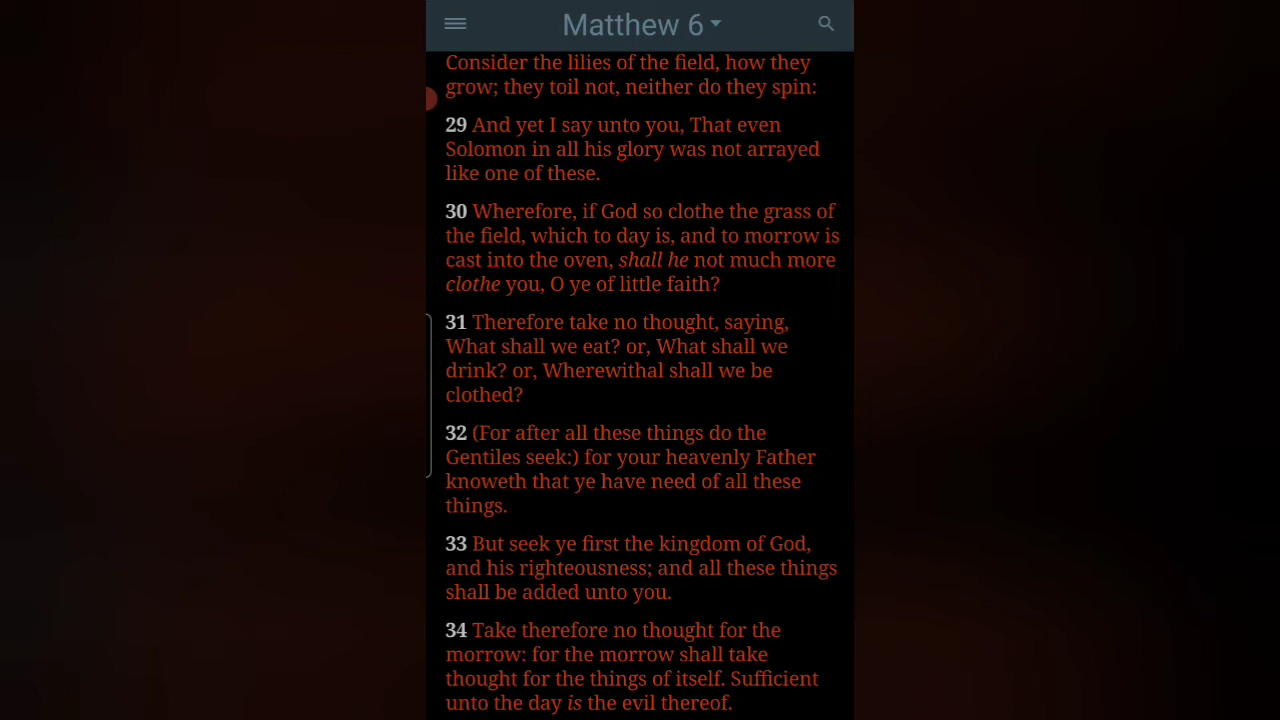 Matthew 6
Consider the lilies of the field, how they
grow; they toil not, neither do they spin:
29 And yet I say unto you, That even
Solomon in all his glory was not arrayed
like one of these.
30 Wherefore, if God so clothe the grass of
the field, which to day is, and to morrow is
cast into the oven, shall he not much more
clothe you, O ye of little faith?
31 Therefore take no thought, saying,
What shall we eat? or, What shall we
drink? or, Wherewithal shall we be
clothed?
32 (For after all these things do the
Gentiles seek:) for your heavenly Father
knoweth that ye have need of all these
things.
33 But seek ye first the kingdom of God,
and his righteousness; and all these things
shall be added unto you.
34 Take therefore no thought for the
morrow: for the morrow shall take
thought for the things of itself. Sufficient
unto the day is the evil thereof.